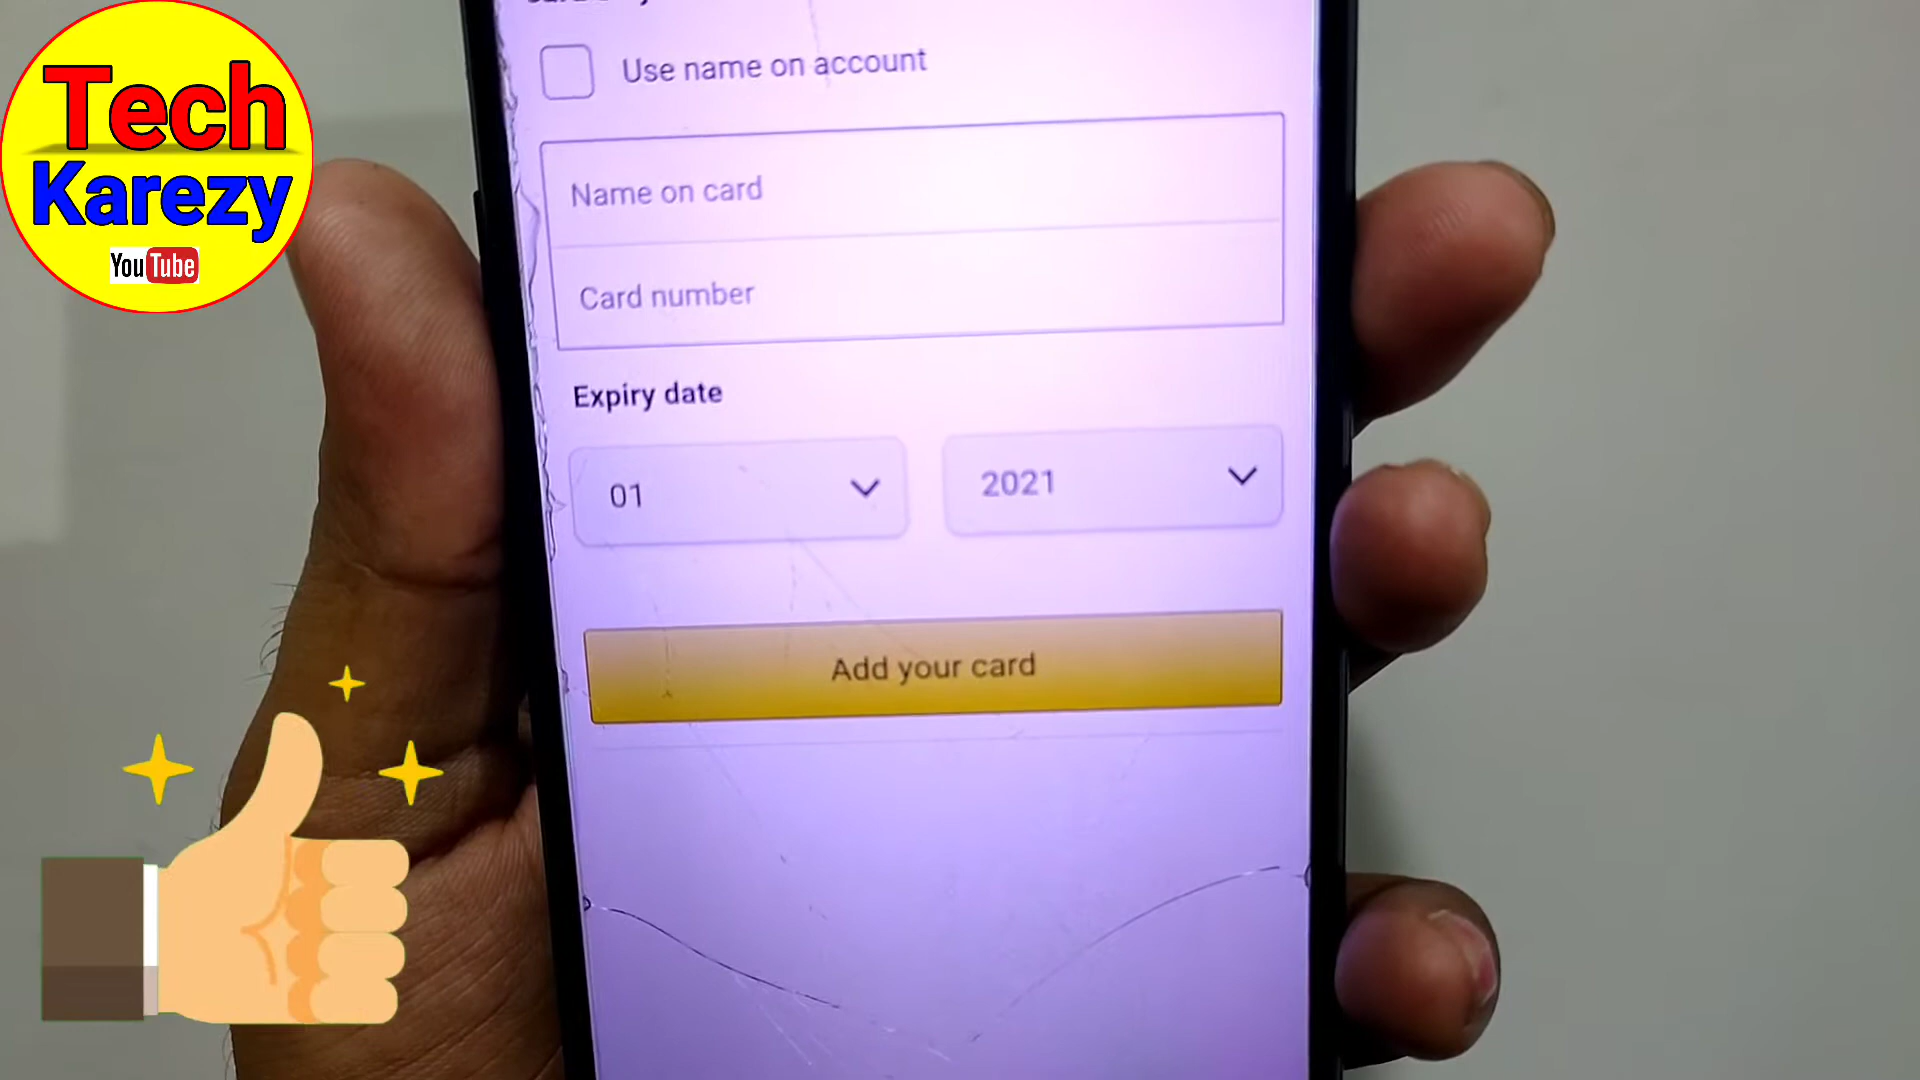 Tech
Karezy
YouTube
Use name on account
Name on card
Card number
Expiry date
01
2021
Add your card